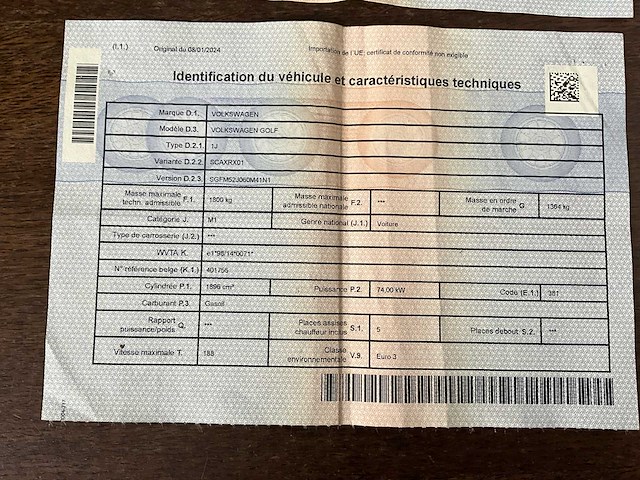 (I.1.) Original du 08/01/2024 Importation de l'UE; certificat de conformité non exigible
Identification du véhicule et caractéristiques techniques
Marque D.1. VOLKSWAGEN
Modèle D.3. VOLKSWAGEN GOLF
Type D.2.1. 1J
Variante D.2.2. SCAXRX01
Version D.2.3. SGFM52J060M41N1
Masse maximale techn. admissible F.1. 1800 kg Masse maximale admissible nationale F.2. *** Masse en ordre de marche G. 1364 kg
Catégorie J. M1 Genre national (J.1.) Voiture
Type de carrosserie (J.2.) ***
WVTA K. e1*98/14*0071*
N° référence belge (K.1.) 401755
Cylindrée P.1. 1896 cm³ Puissance P.2. 74,00 kW Code (E.1.) 381
Carburant P.3. Gasoil
Rapport puissance/poids Q. *** Places assises chauffeur inclus S.1. 5 Places debout S.2. ***
Vitesse maximale T. 188 Classe environnementale V.9. Euro 3